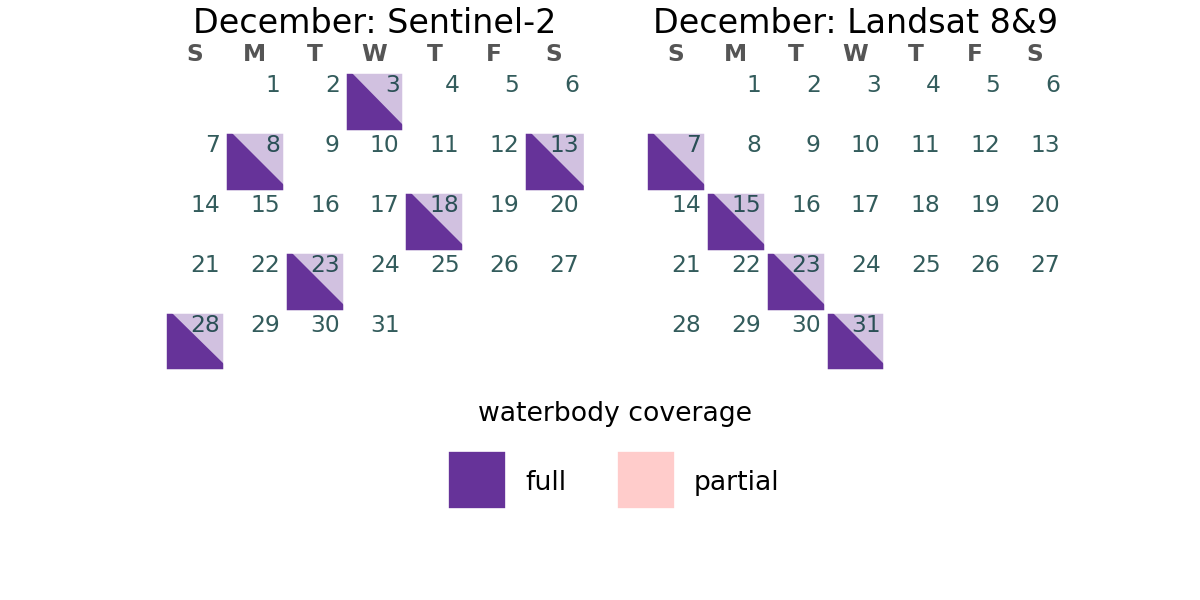 December: Sentinel-2
S M T W T F S
1 2 3 4 5 6
7 8 9 10 11 12 13
14 15 16 17 18 19 20
21 22 23 24 25 26 27
28 29 30 31
December: Landsat 8&9
S M T W T F S
1 2 3 4 5 6
7 8 9 10 11 12 13
14 15 16 17 18 19 20
21 22 23 24 25 26 27
28 29 30 31
waterbody coverage
full partial